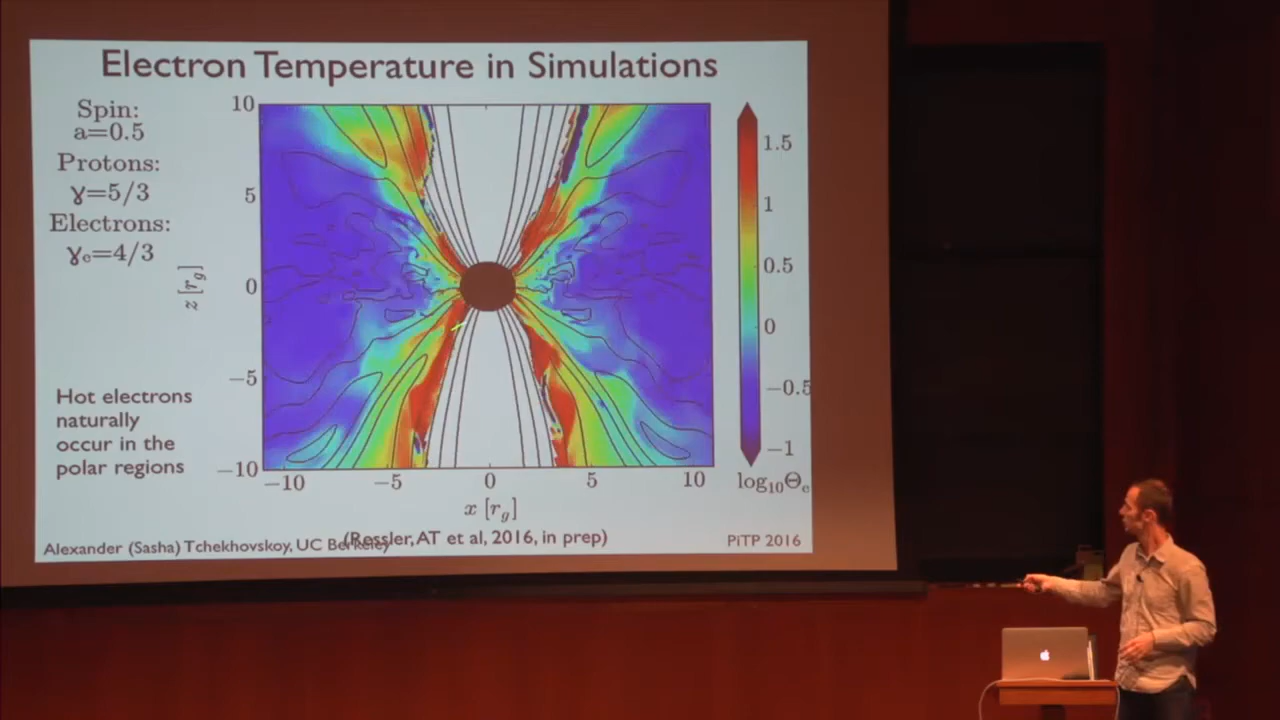 Electron Temperature in Simulations
Spin:
a=0.5
Protons:
γ=5/3
Electrons:
γe=4/3
Hot electrons
naturally
occur in the
polar regions
10
5
0
−5
−10
z [rg]
−10
−5
0
5
10
x [rg]
1.5
1
0.5
0
−0.5
−1
log10Θe
(Ressler, AT et al, 2016, in prep)
Alexander (Sasha) Tchekhovskoy, UC Berkeley
PiTP 2016